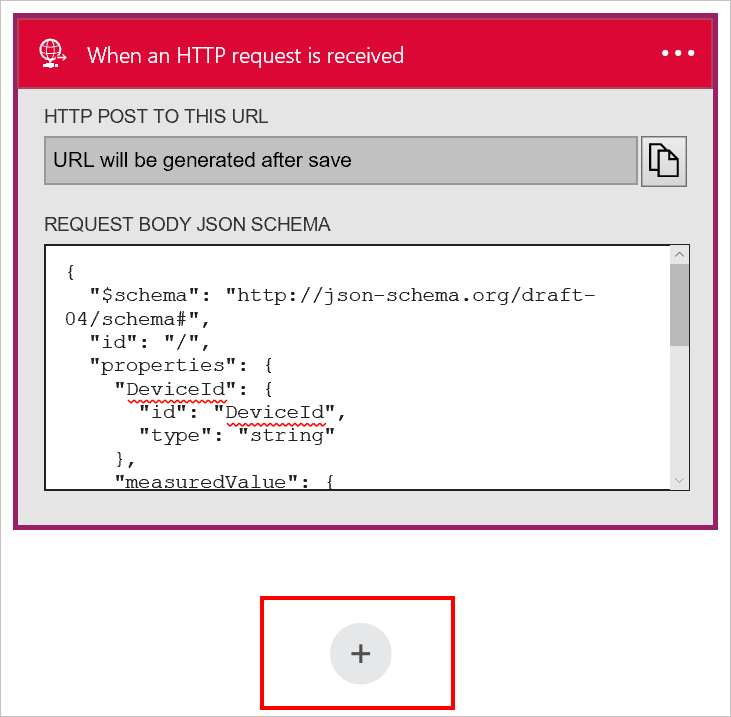 When an HTTP request is received
HTTP POST TO THIS URL
URL will be generated after save
REQUEST BODY JSON SCHEMA
{
"$schema": "http://json-schema.org/draft-
04/schema#",
"id": "/",
"properties": {
"DeviceId": {
"id": "DeviceId",
"type": "string"
},
"measuredValue": {